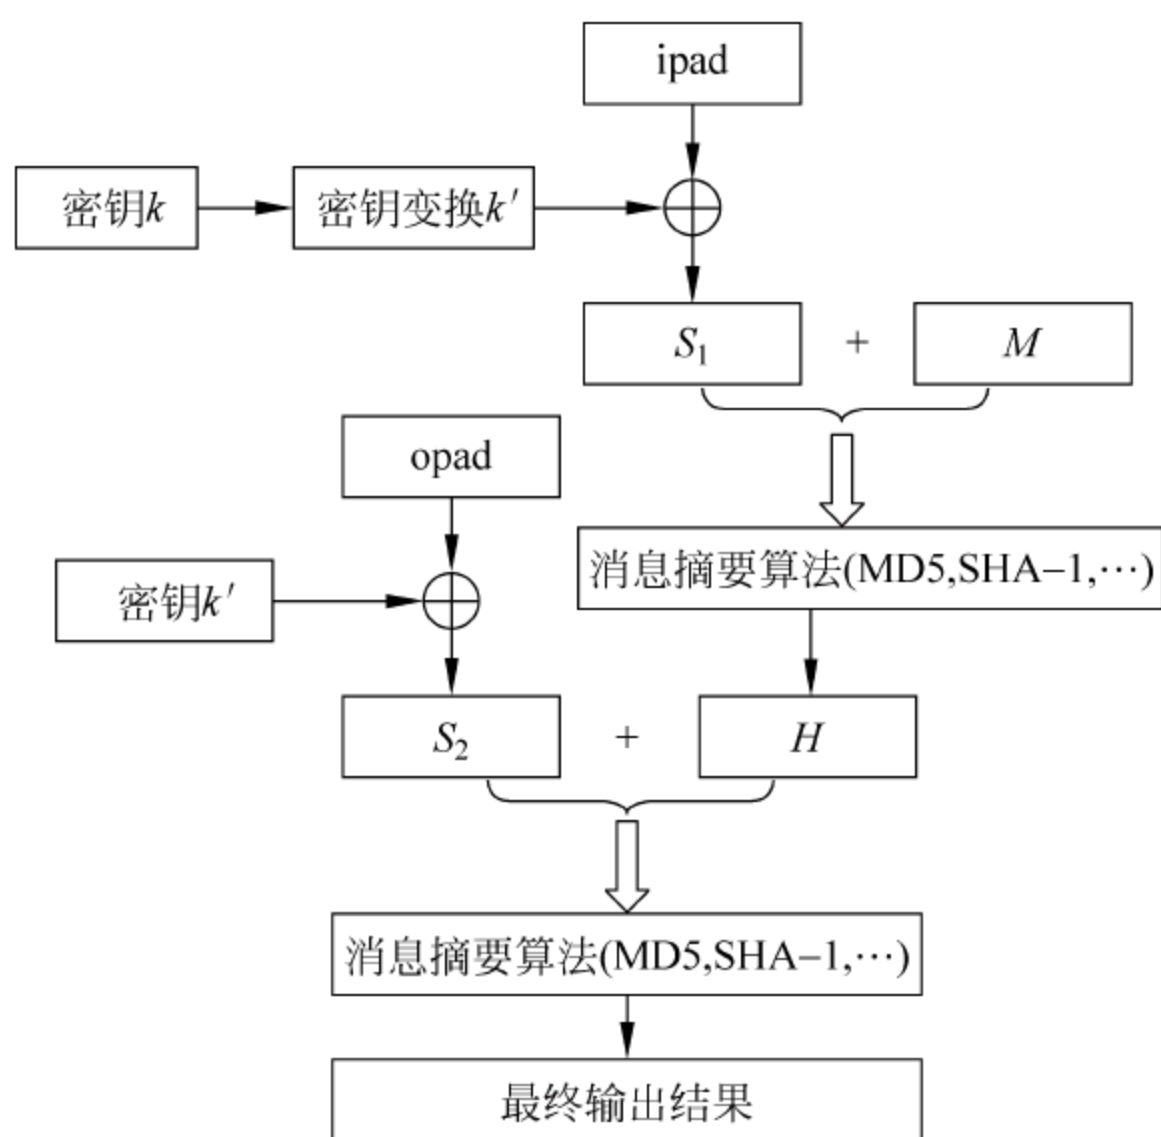 ipad
密钥k
密钥变换k′
S₁ + M
opad
消息摘要算法(MD5,SHA−1,…)
密钥k′
S₂ + H
消息摘要算法(MD5,SHA−1,…)
最终输出结果